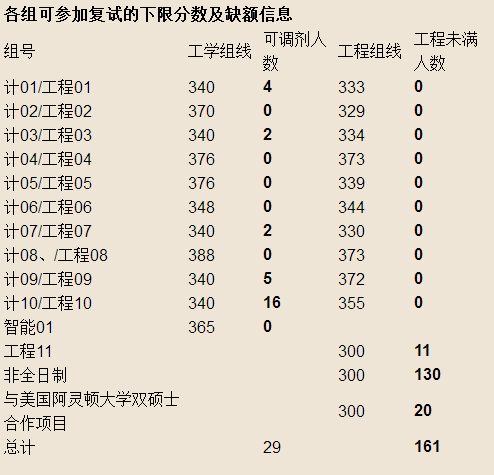 各组可参加复试的下限分数及缺额信息
组号 工学组线 可调剂人数 工程组线 工程未满人数
计01/工程01 340 4 333 0
计02/工程02 370 0 329 0
计03/工程03 340 2 334 0
计04/工程04 376 0 373 0
计05/工程05 376 0 339 0
计06/工程06 348 0 344 0
计07/工程07 340 2 330 0
计08、/工程08 388 0 373 0
计09/工程09 340 5 372 0
计10/工程10 340 16 355 0
智能01 365 0
工程11 300 11
非全日制 300 130
与美国阿灵顿大学双硕士合作项目 300 20
总计 29 161